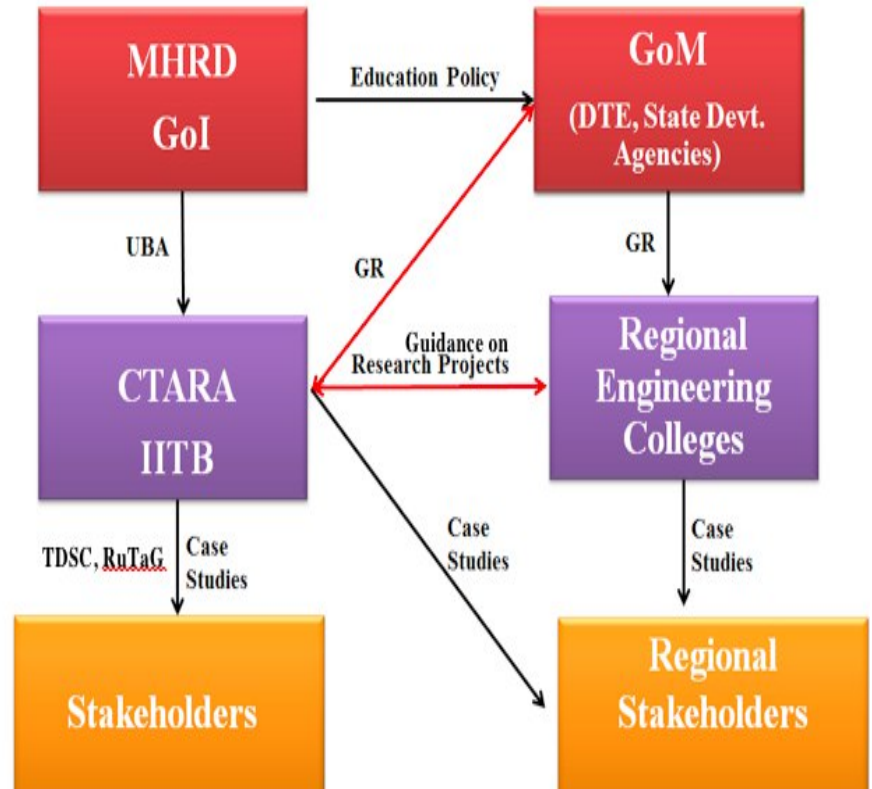 MHRD
GoI
Education Policy
GoM
(DTE, State Devt.
Agencies)
UBA
GR
GR
CTARA
IITB
Guidance on
Research Projects
Regional
Engineering
Colleges
TDSC, RuTaG
Case
Studies
Case
Studies
Case
Studies
Stakeholders
Regional
Stakeholders